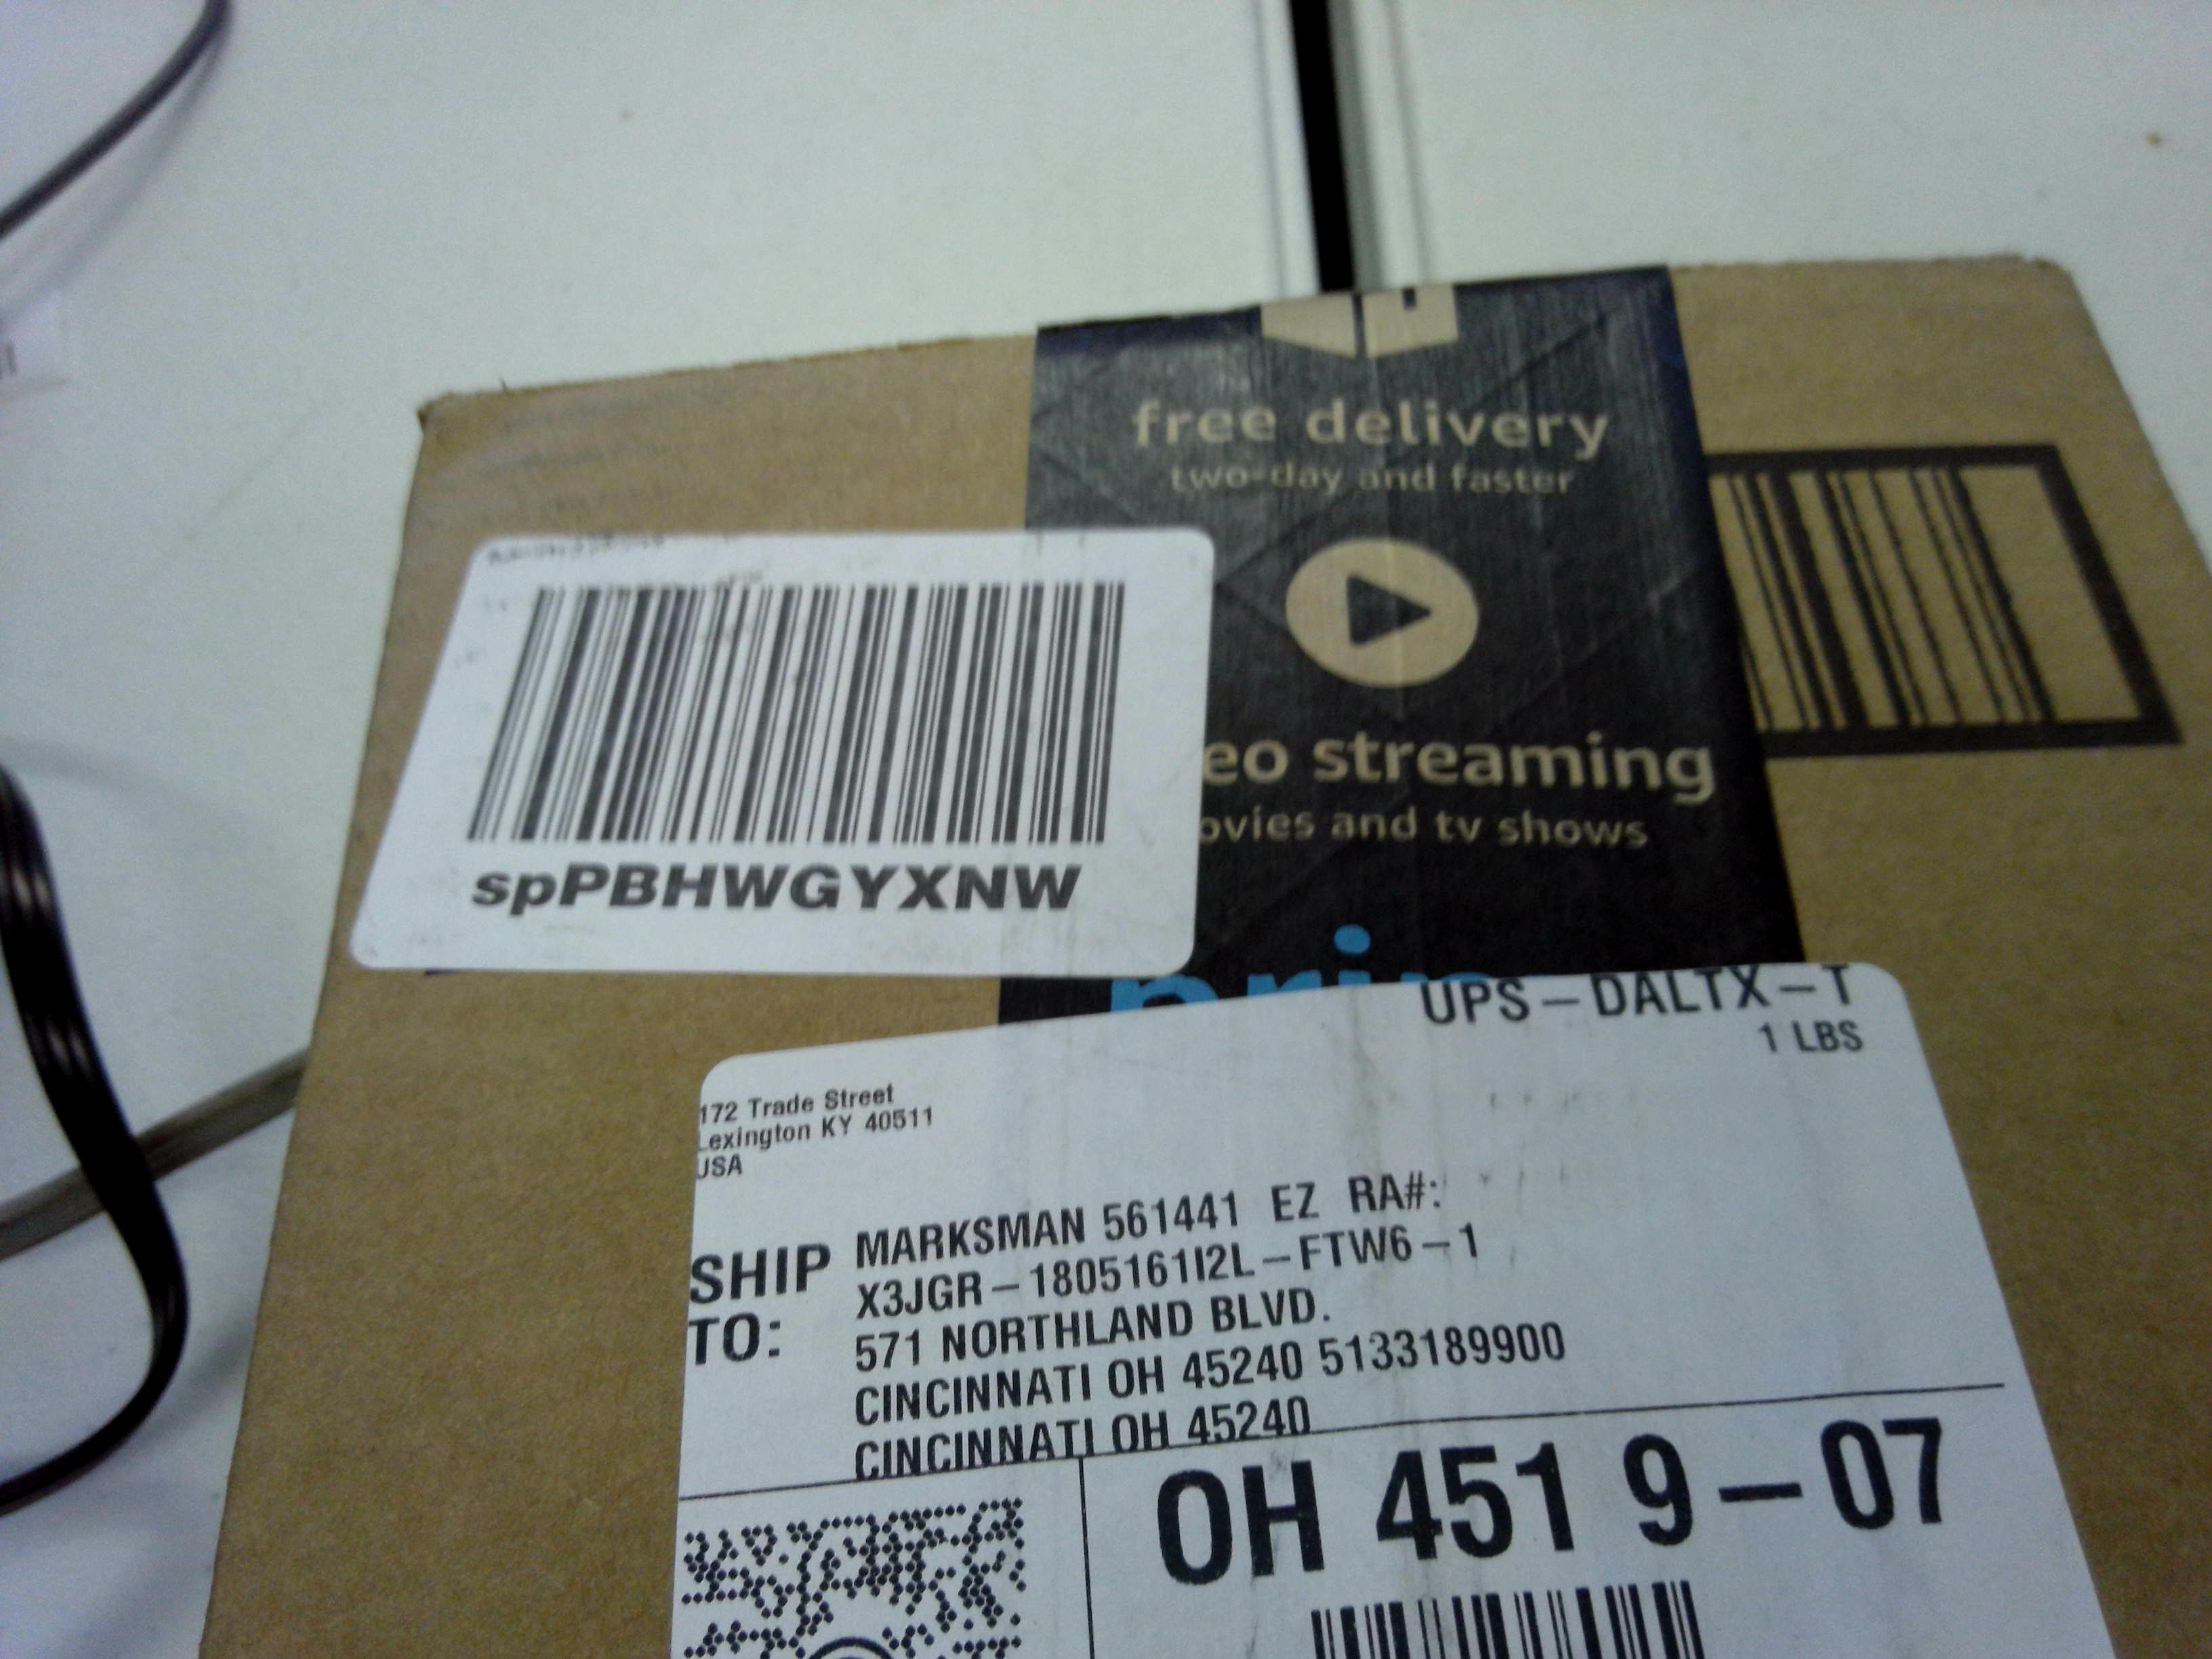 free delivery
two-day and faster
eo streaming
ovies and tv shows
spPBHWGYXNW
UPS-DALTX-T
1 LBS
172 Trade Street
Lexington KY 40511
USA
SHIP TO:
MARKSMAN 561441 EZ RA#:
X3JGR-1805161I2L-FTW6-1
571 NORTHLAND BLVD.
CINCINNATI OH 45240 5133189900
CINCINNATI OH 45240
OH 451 9-07